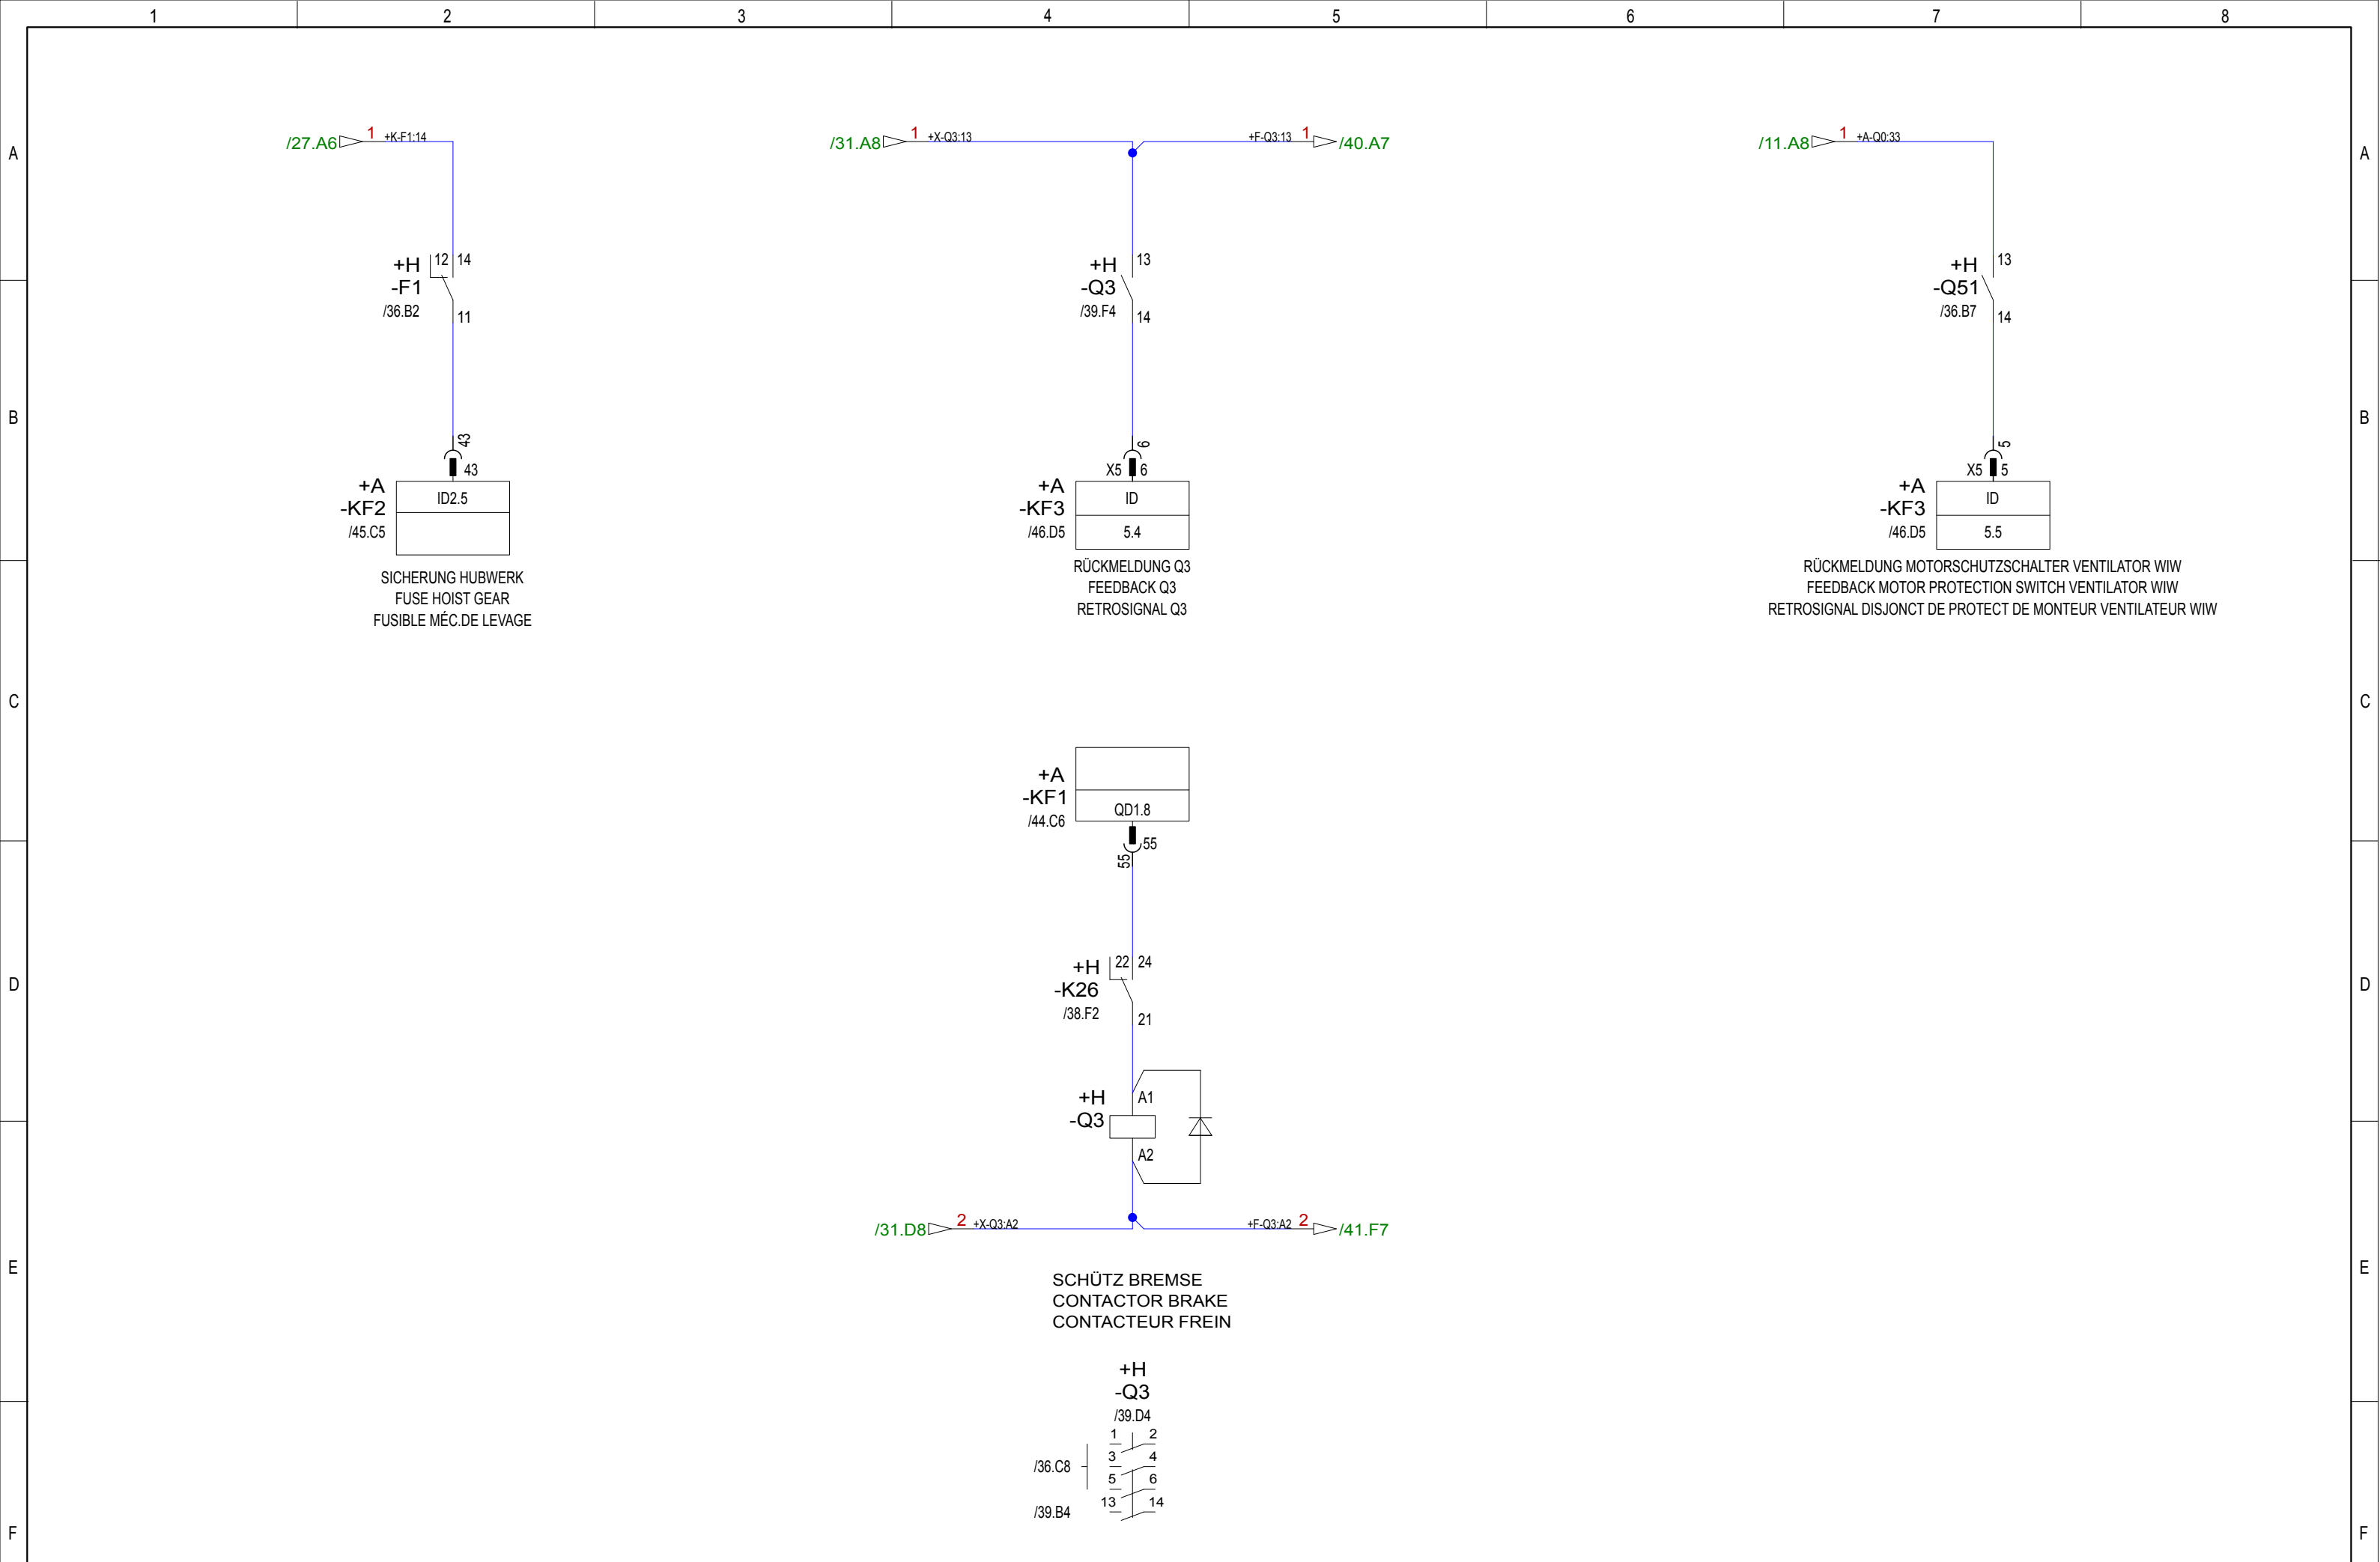 1 2 3 4 5 6 7 8
A A
/27.A6 1 +K-F1:14
/31.A8 1 +X-Q3:13 +F-Q3:13 1 /40.A7
/11.A8 1 +A-Q0:33
+H 12 14
-F1
/36.B2 11
+H 13
-Q3
/39.F4 14
+H 13
-Q51
/36.B7 14
B B
43
43
+A ID2.5
-KF2
/45.C5
SICHERUNG HUBWERK
FUSE HOIST GEAR
FUSIBLE MÉC.DE LEVAGE
6
X5 6
+A ID
-KF3
/46.D5 5.4
RÜCKMELDUNG Q3
FEEDBACK Q3
RETROSIGNAL Q3
5
X5 5
+A ID
-KF3
/46.D5 5.5
RÜCKMELDUNG MOTORSCHUTZSCHALTER VENTILATOR WIW
FEEDBACK MOTOR PROTECTION SWITCH VENTILATOR WIW
RETROSIGNAL DISJONCT DE PROTECT DE MONTEUR VENTILATEUR WIW
C C
+A
-KF1
/44.C6 QD1.8
55
55
D D
+H 22 24
-K26
/38.F2 21
+H A1
-Q3
A2
/31.D8 2 +X-Q3:A2 +F-Q3:A2 2 /41.F7
E E
SCHÜTZ BREMSE
CONTACTOR BRAKE
CONTACTEUR FREIN
+H
-Q3
/39.D4
1 2
3 4
/36.C8
5 6
13 14
/39.B4
F F